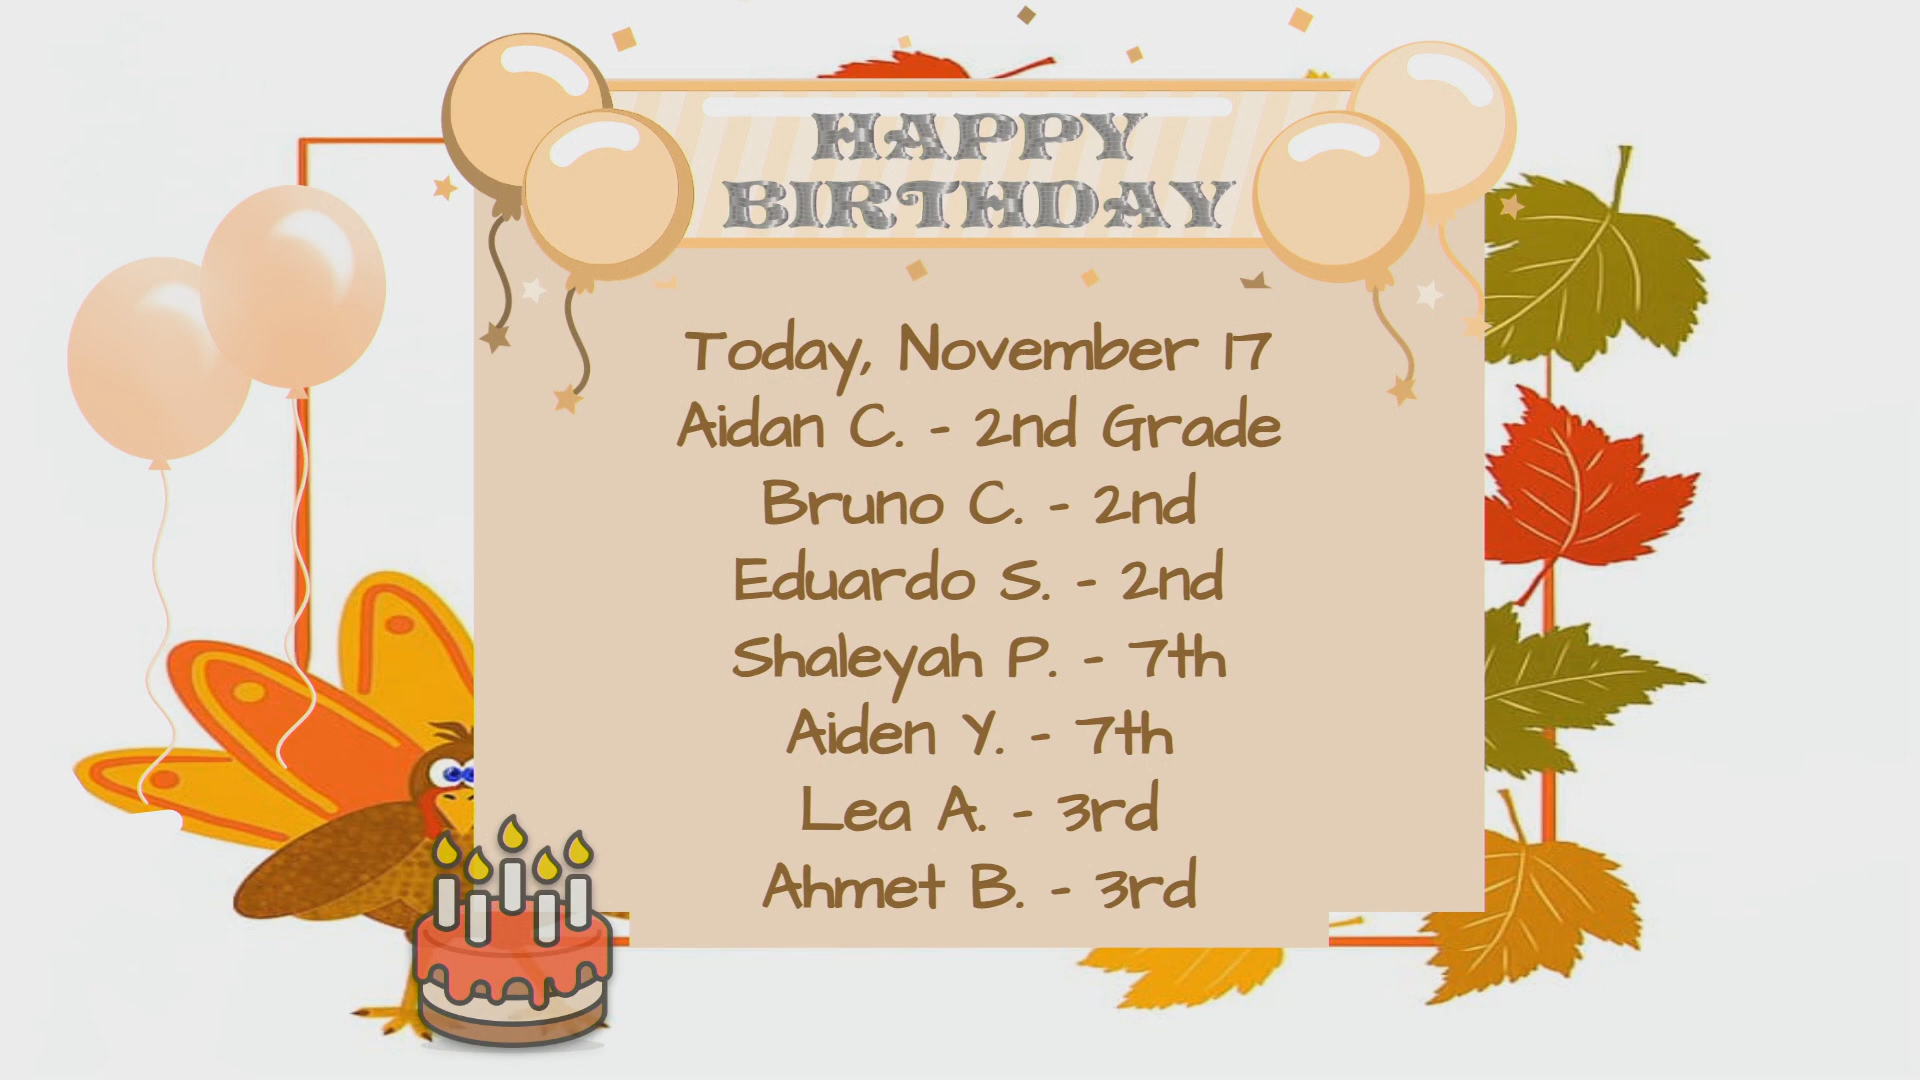 HAPPY
BIRTHDAY
Today, November 17
Aidan C. - 2nd Grade
Bruno C. - 2nd
Eduardo S. - 2nd
Shaleyah P. - 7th
Aiden Y. - 7th
Lea A. - 3rd
Ahmet B. - 3rd